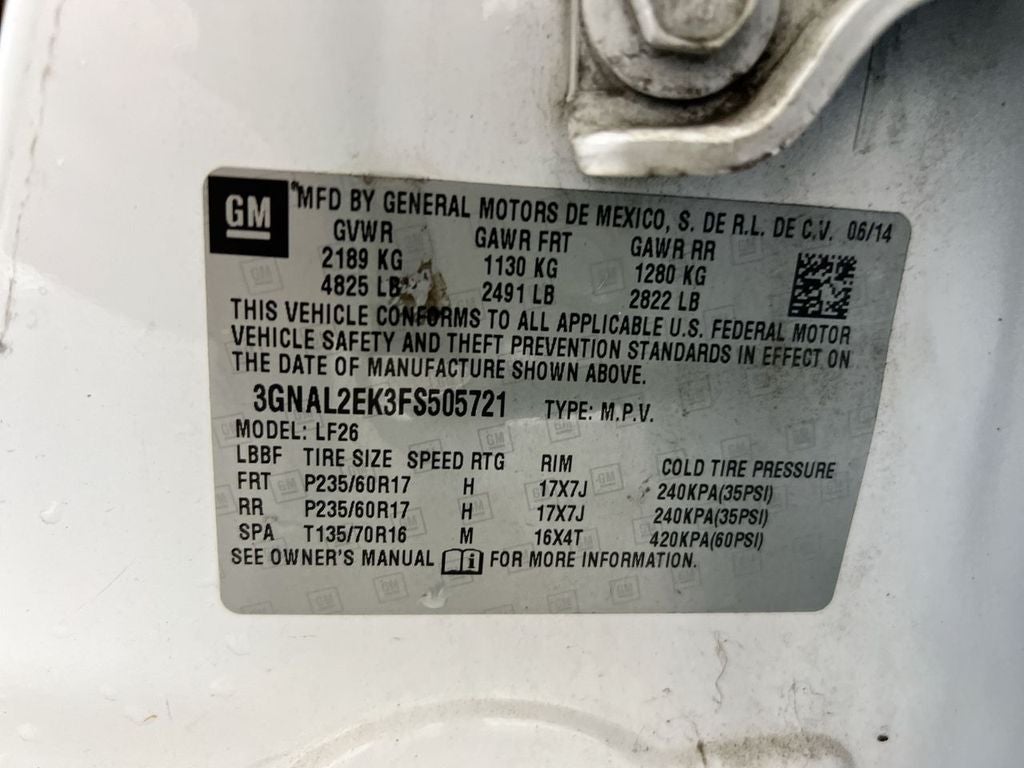 GM MFD BY GENERAL MOTORS DE MEXICO, S. DE R.L. DE C.V. 06/14
GVWR GAWR FRT GAWR RR
2189 KG 1130 KG 1280 KG
4825 LB 2491 LB 2822 LB
THIS VEHICLE CONFORMS TO ALL APPLICABLE U.S. FEDERAL MOTOR
VEHICLE SAFETY AND THEFT PREVENTION STANDARDS IN EFFECT ON
THE DATE OF MANUFACTURE SHOWN ABOVE.
3GNAL2EK3FS505721 TYPE: M.P.V.
MODEL: LF26
LBBF TIRE SIZE SPEED RTG RIM COLD TIRE PRESSURE
FRT P235/60R17 H 17X7J 240KPA(35PSI)
RR P235/60R17 H 17X7J 240KPA(35PSI)
SPA T135/70R16 M 16X4T 420KPA(60PSI)
SEE OWNER'S MANUAL i FOR MORE INFORMATION.